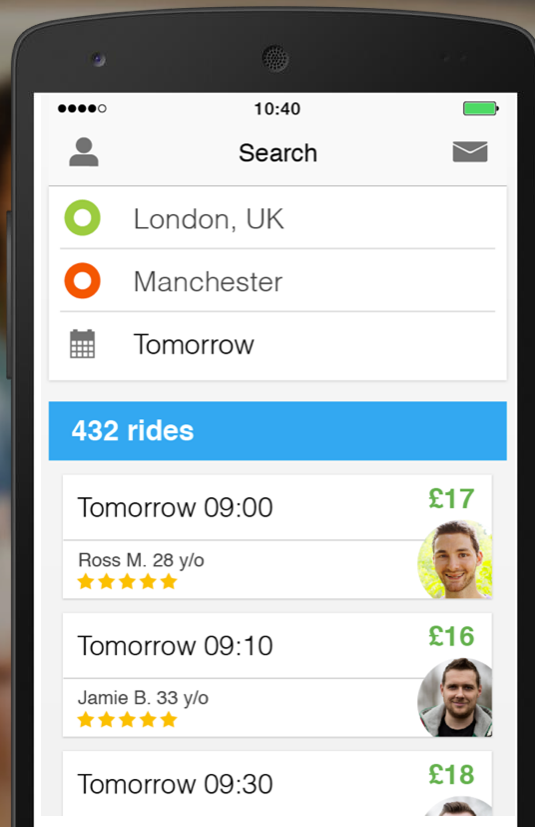 10:40
Search
London, UK
Manchester
Tomorrow
432 rides
Tomorrow 09:00
£17
Ross M. 28 y/o
Tomorrow 09:10
£16
Jamie B. 33 y/o
Tomorrow 09:30
£18